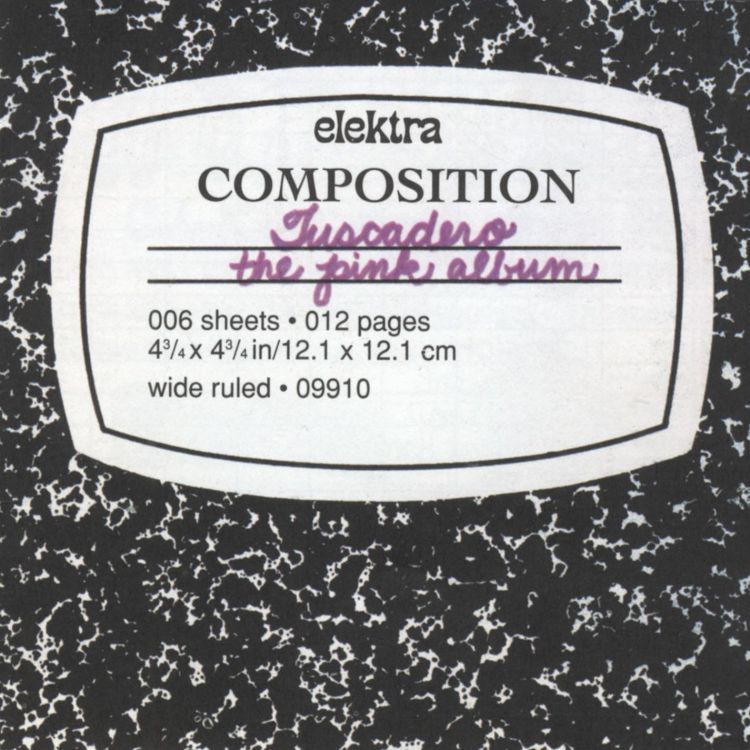 elektra
COMPOSITION
Tuscadero
the pink album
006 sheets • 012 pages
4³/₄ x 4³/₄ in/12.1 x 12.1 cm
wide ruled • 09910